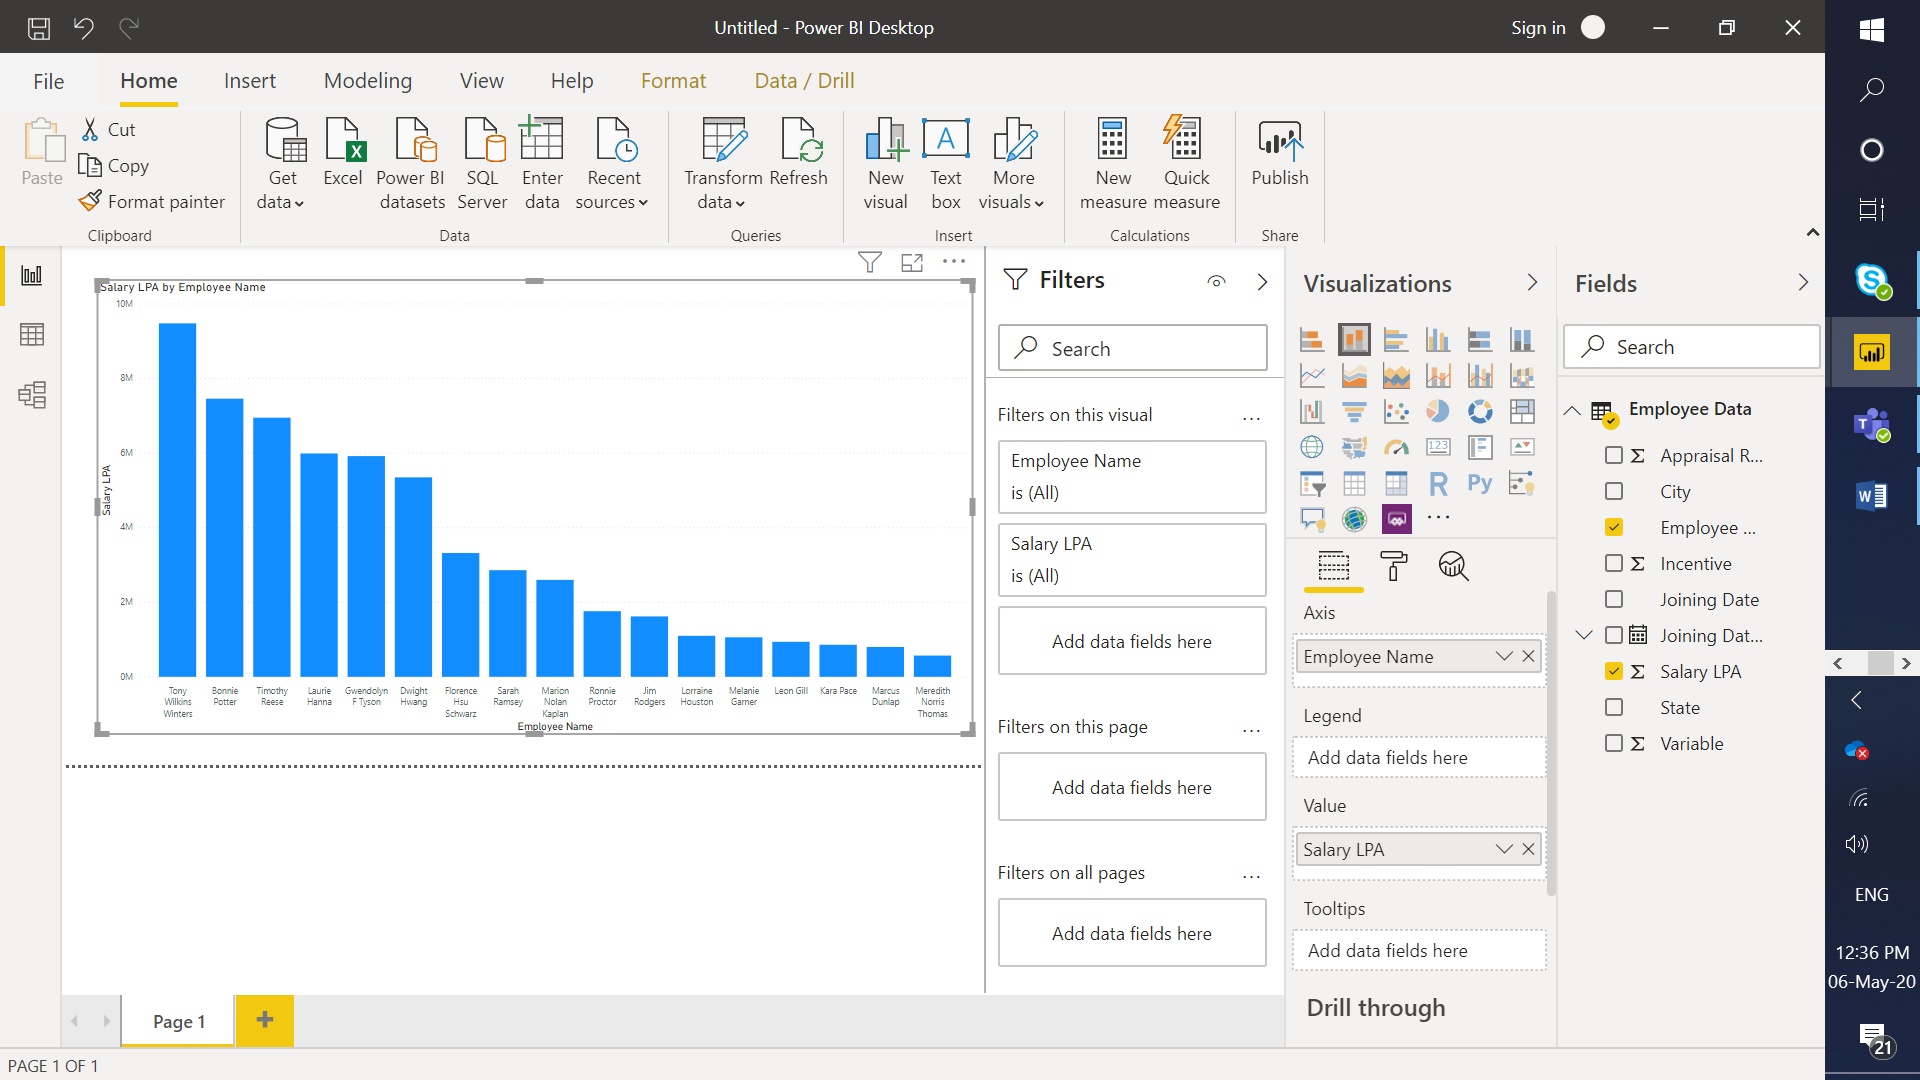 Untitled - Power BI Desktop
Sign in
File Home Insert Modeling View Help Format Data / Drill
Paste
Cut
Copy
Format painter
Clipboard
Get data
Excel
Power BI datasets
SQL Server
Enter data
Recent sources
Data
Transform data
Refresh
Queries
New visual
Text box
More visuals
Insert
New measure
Quick measure
Calculations
Publish
Share
Salary LPA by Employee Name
10M
8M
6M
4M
2M
0M
Salary LPA
Tony Wilkins Winters
Bonnie Potter
Timothy Reese
Laurie Hanna
Gwendolyn F Tyson
Dwight Hwang
Florence Hsu Schwarz
Sarah Ramsey
Marion Nolan Kaplan
Ronnie Proctor
Jim Rodgers
Lorraine Houston
Melanie Garner
Leon Gill
Kara Pace
Marcus Dunlap
Meredith Norris Thomas
Employee Name
Filters
Search
Filters on this visual ...
Employee Name
is (All)
Salary LPA
is (All)
Add data fields here
Filters on this page ...
Add data fields here
Filters on all pages ...
Add data fields here
Visualizations
123
R
Py
Axis
Employee Name
Legend
Add data fields here
Value
Salary LPA
Tooltips
Add data fields here
Drill through
Fields
Search
Employee Data
Appraisal R...
City
Employee ...
Incentive
Joining Date
Joining Dat...
Salary LPA
State
Variable
Page 1
PAGE 1 OF 1
ENG
12:36 PM
06-May-20
21